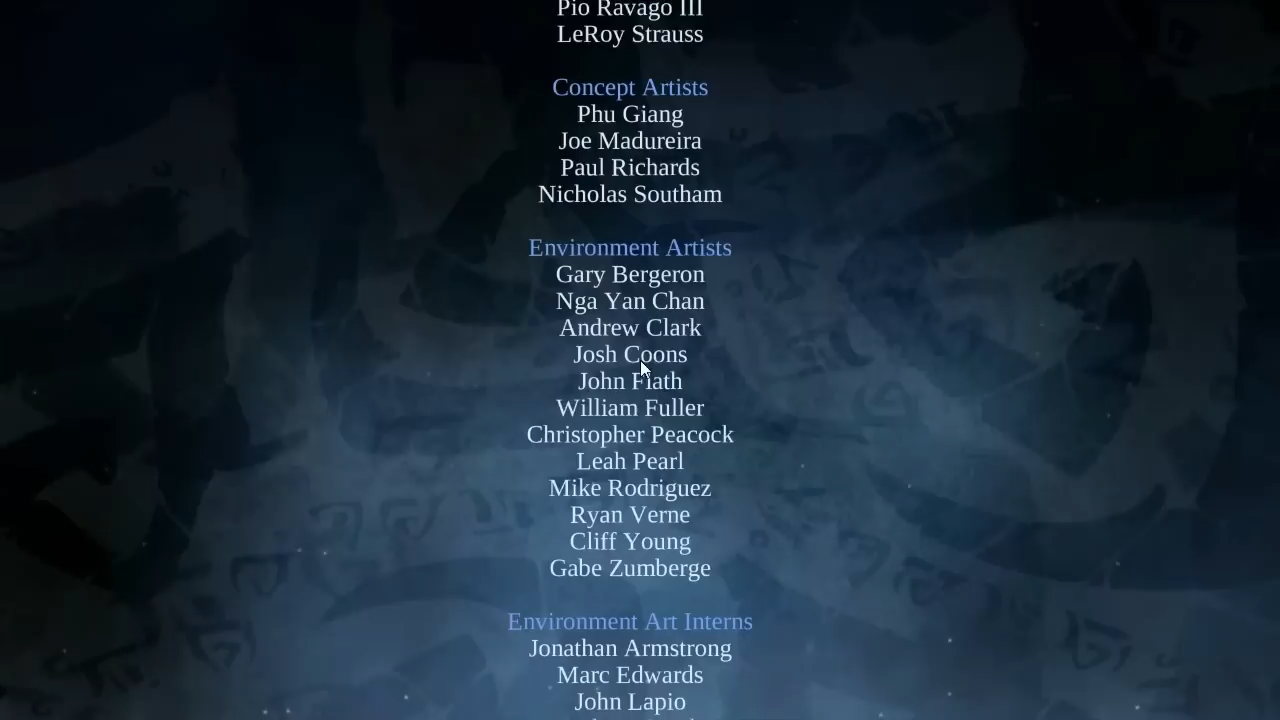 Pio Ravago III
LeRoy Strauss
Concept Artists
Phu Giang
Joe Madureira
Paul Richards
Nicholas Southam
Environment Artists
Gary Bergeron
Nga Yan Chan
Andrew Clark
Josh Coons
John Flath
William Fuller
Christopher Peacock
Leah Pearl
Mike Rodriguez
Ryan Verne
Cliff Young
Gabe Zumberge
Environment Art Interns
Jonathan Armstrong
Marc Edwards
John Lapio